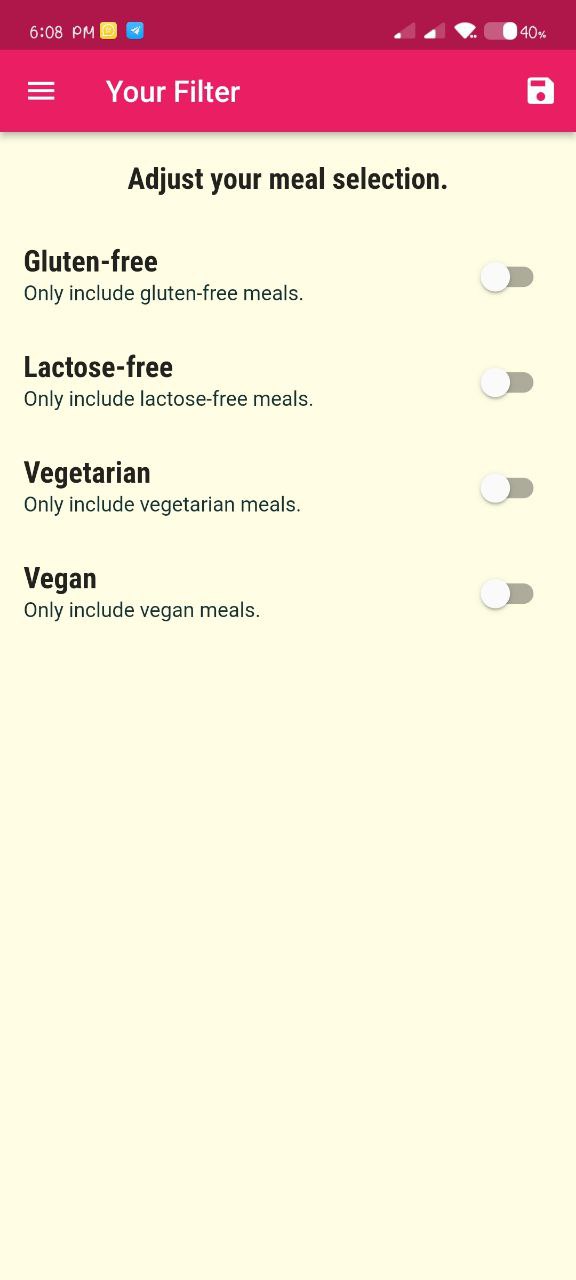 6:08 PM 40%
Your Filter
Adjust your meal selection.
Gluten-free
Only include gluten-free meals.
Lactose-free
Only include lactose-free meals.
Vegetarian
Only include vegetarian meals.
Vegan
Only include vegan meals.